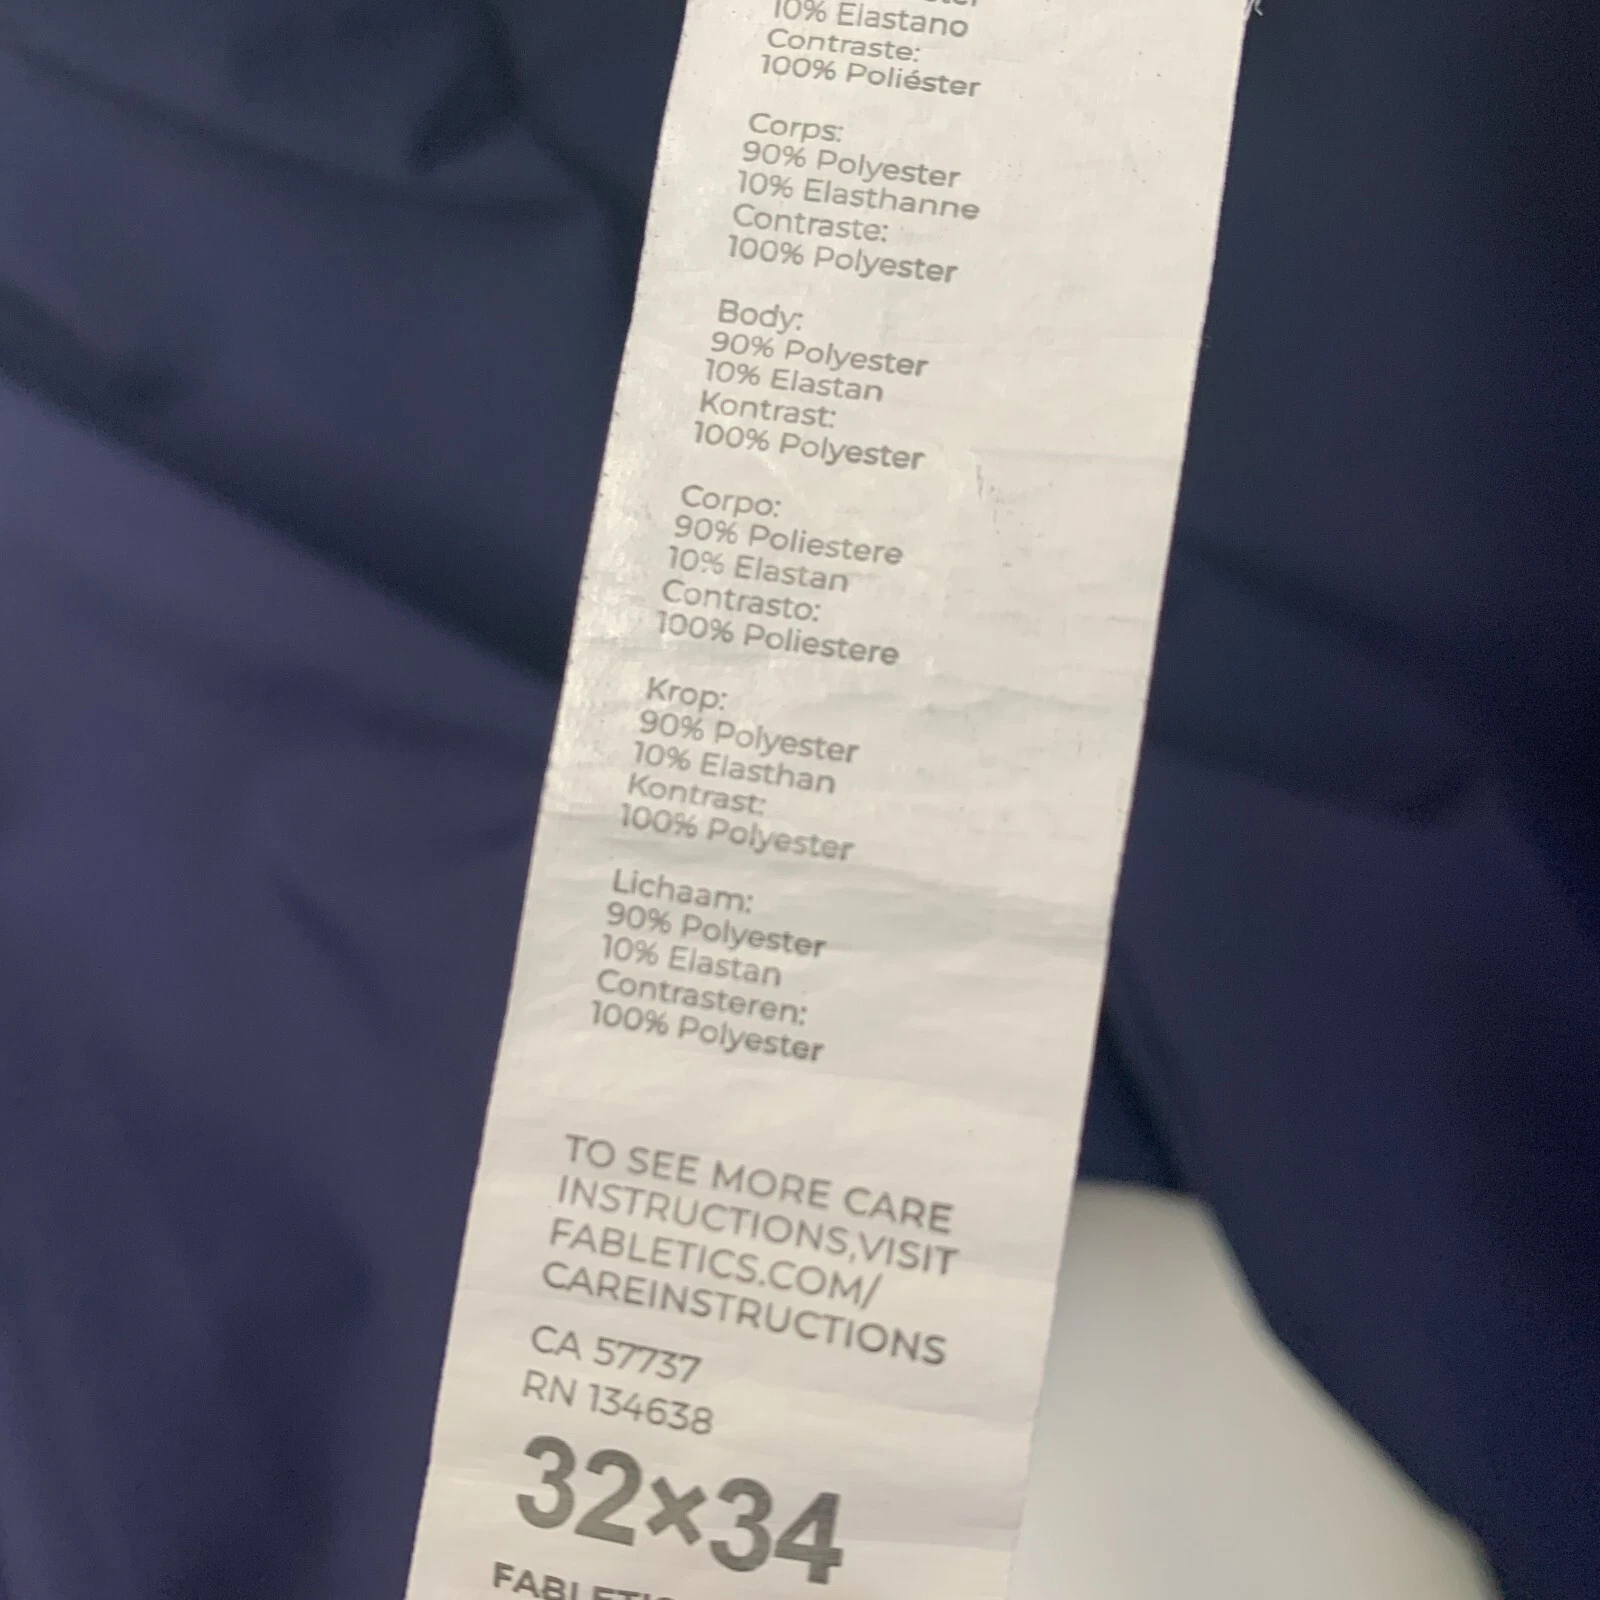 10% Elastano
Contraste:
100% Poliéster
Corps:
90% Polyester
10% Elasthanne
Contraste:
100% Polyester
Body:
90% Polyester
10% Elastan
Kontrast:
100% Polyester
Corpo:
90% Poliestere
10% Elastan
Contrasto:
100% Poliestere
Krop:
90% Polyester
10% Elasthan
Kontrast:
100% Polyester
Lichaam:
90% Polyester
10% Elastan
Contrasteren:
100% Polyester
TO SEE MORE CARE
INSTRUCTIONS,VISIT
FABLETICS.COM/
CAREINSTRUCTIONS
CA 57737
RN 134638
32×34